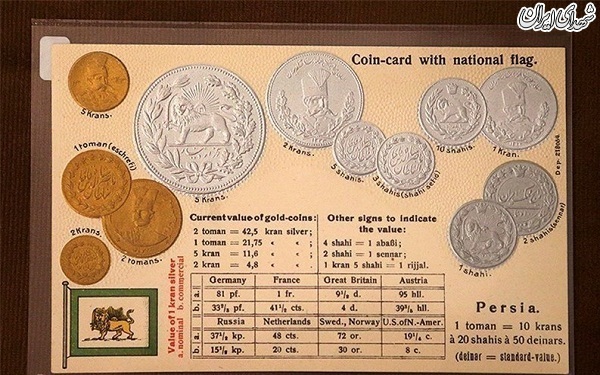 شهدای ایران
Coin-card with national flag.
5 Krans.
1 toman (eschrefi)
2 Krans.
2 tomans.
5 Krans.
2 krans.
5 shahis.
3 shahis (shahi sefid)
10 shahis.
1 Kran.
2 shahis (sennar)
1 shahi.
Dep. 218004
Current value of gold-coins:
2 toman = 42,5 kran silver;
1 toman = 21,75 " " ;
5 kran = 11,6 " " ;
2 kran = 4,8 " " ;
Other signs to indicate
the value:
4 shahi = 1 abaßi;
2 shahi = 1 sennar;
1 kran 5 shahi = 1 rijjal.
Value of 1 kran silver
a. nominal b. commercial
Germany France Great Britain Austria
a. 81 pf. 1 fr. 9½ d. 95 hll.
b. 33½ pf. 41½ cts. 4 d. 39½ hll.
Russia Netherlands Swed., Norway U.S.of N.-Amer.
a. 37½ kp. 48 cts. 72 or. 19¼ c.
b. 15½ kp. 20 cts. 30 or. 8 c.
Persia.
1 toman = 10 krans
à 20 shahis à 50 deinars.
(deinar = standard-value.)